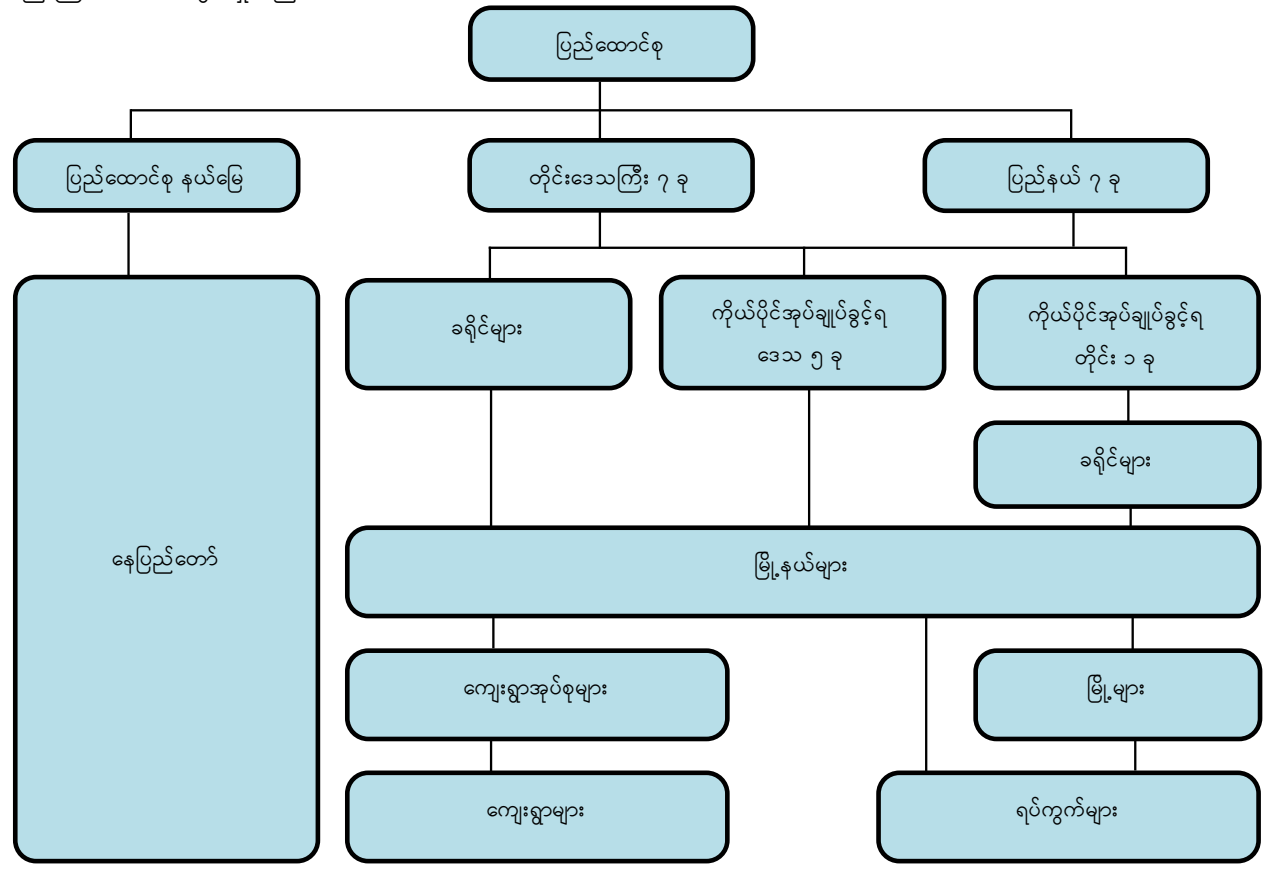 ပြည်ထောင်စု
ပြည်ထောင်စု နယ်မြေ
တိုင်းဒေသကြီး ၇ ခု
ပြည်နယ် ၇ ခု
ခရိုင်များ
ကိုယ်ပိုင်အုပ်ချုပ်ခွင့်ရ
ဒေသ ၅ ခု
ကိုယ်ပိုင်အုပ်ချုပ်ခွင့်ရ
တိုင်း ၁ ခု
ခရိုင်များ
နေပြည်တော်
မြို့နယ်များ
ကျေးရွာအုပ်စုများ
မြို့များ
ကျေးရွာများ
ရပ်ကွက်များ